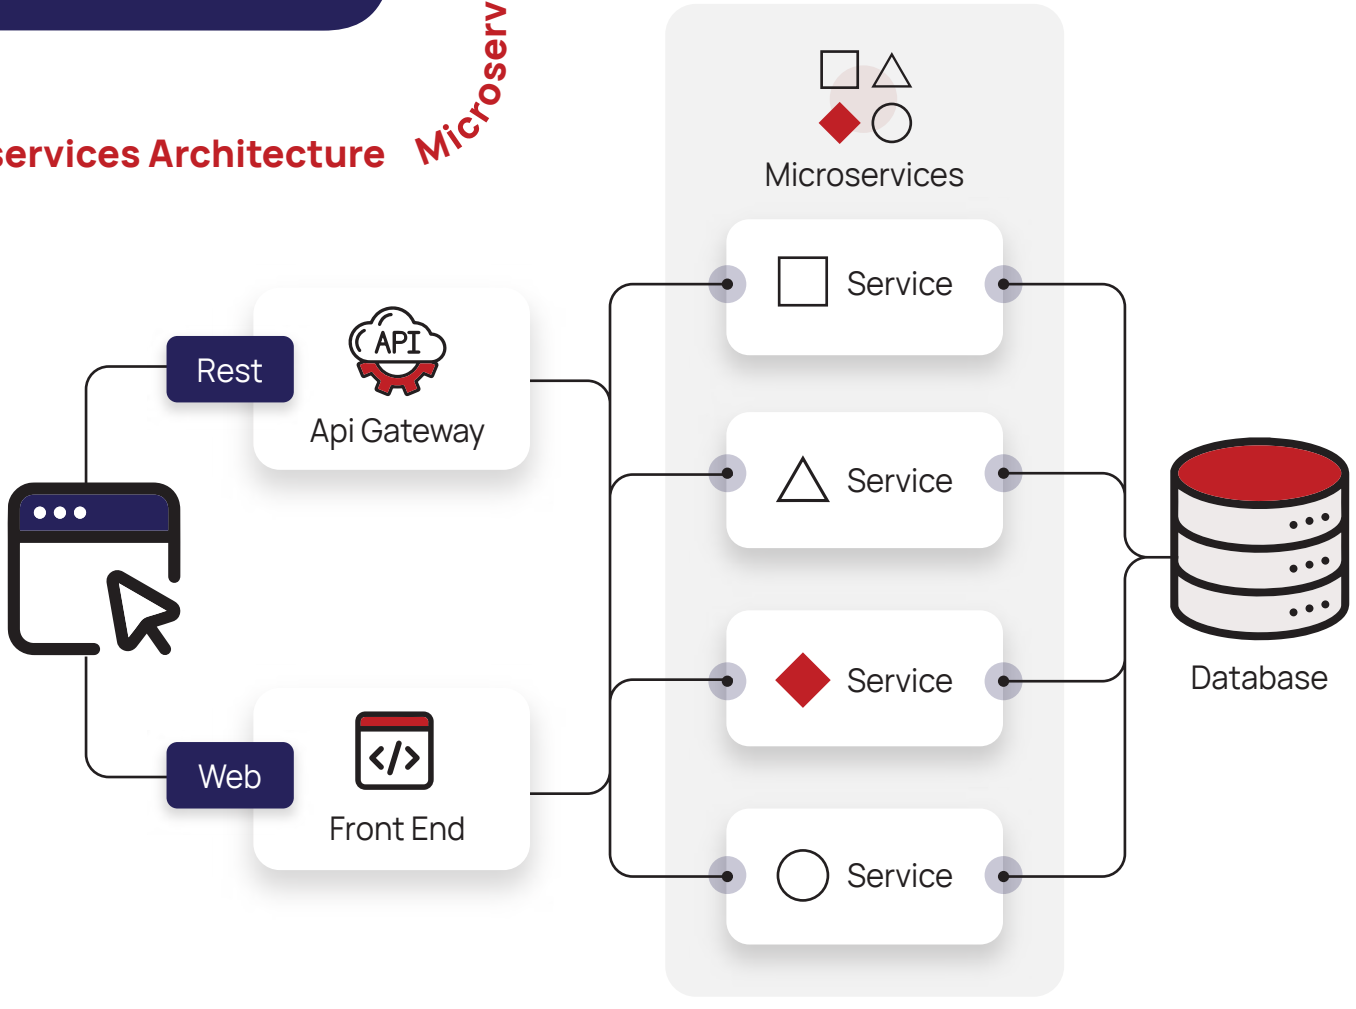 services Architecture
Microserv
Microservices
Service
Rest
API
Api Gateway
Service
Service
Database
Web
</>
Front End
Service